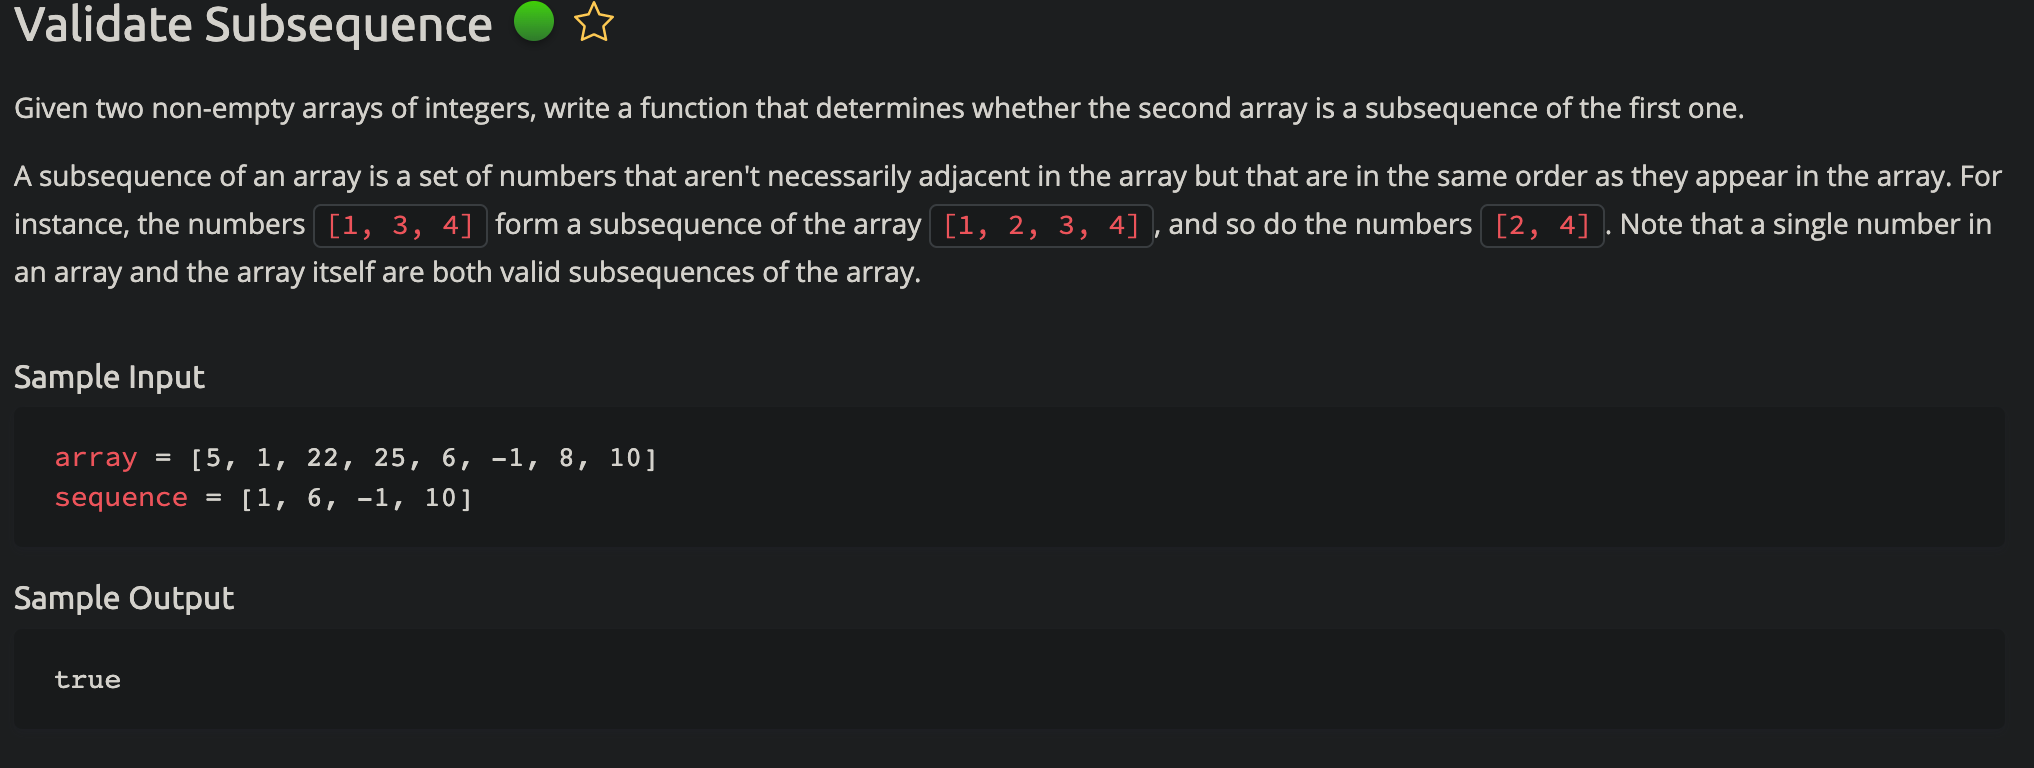 Validate Subsequence
Given two non-empty arrays of integers, write a function that determines whether the second array is a subsequence of the first one.
A subsequence of an array is a set of numbers that aren't necessarily adjacent in the array but that are in the same order as they appear in the array. For
instance, the numbers [1, 3, 4] form a subsequence of the array [1, 2, 3, 4], and so do the numbers [2, 4]. Note that a single number in
an array and the array itself are both valid subsequences of the array.
Sample Input
array = [5, 1, 22, 25, 6, -1, 8, 10]
sequence = [1, 6, -1, 10]
Sample Output
true